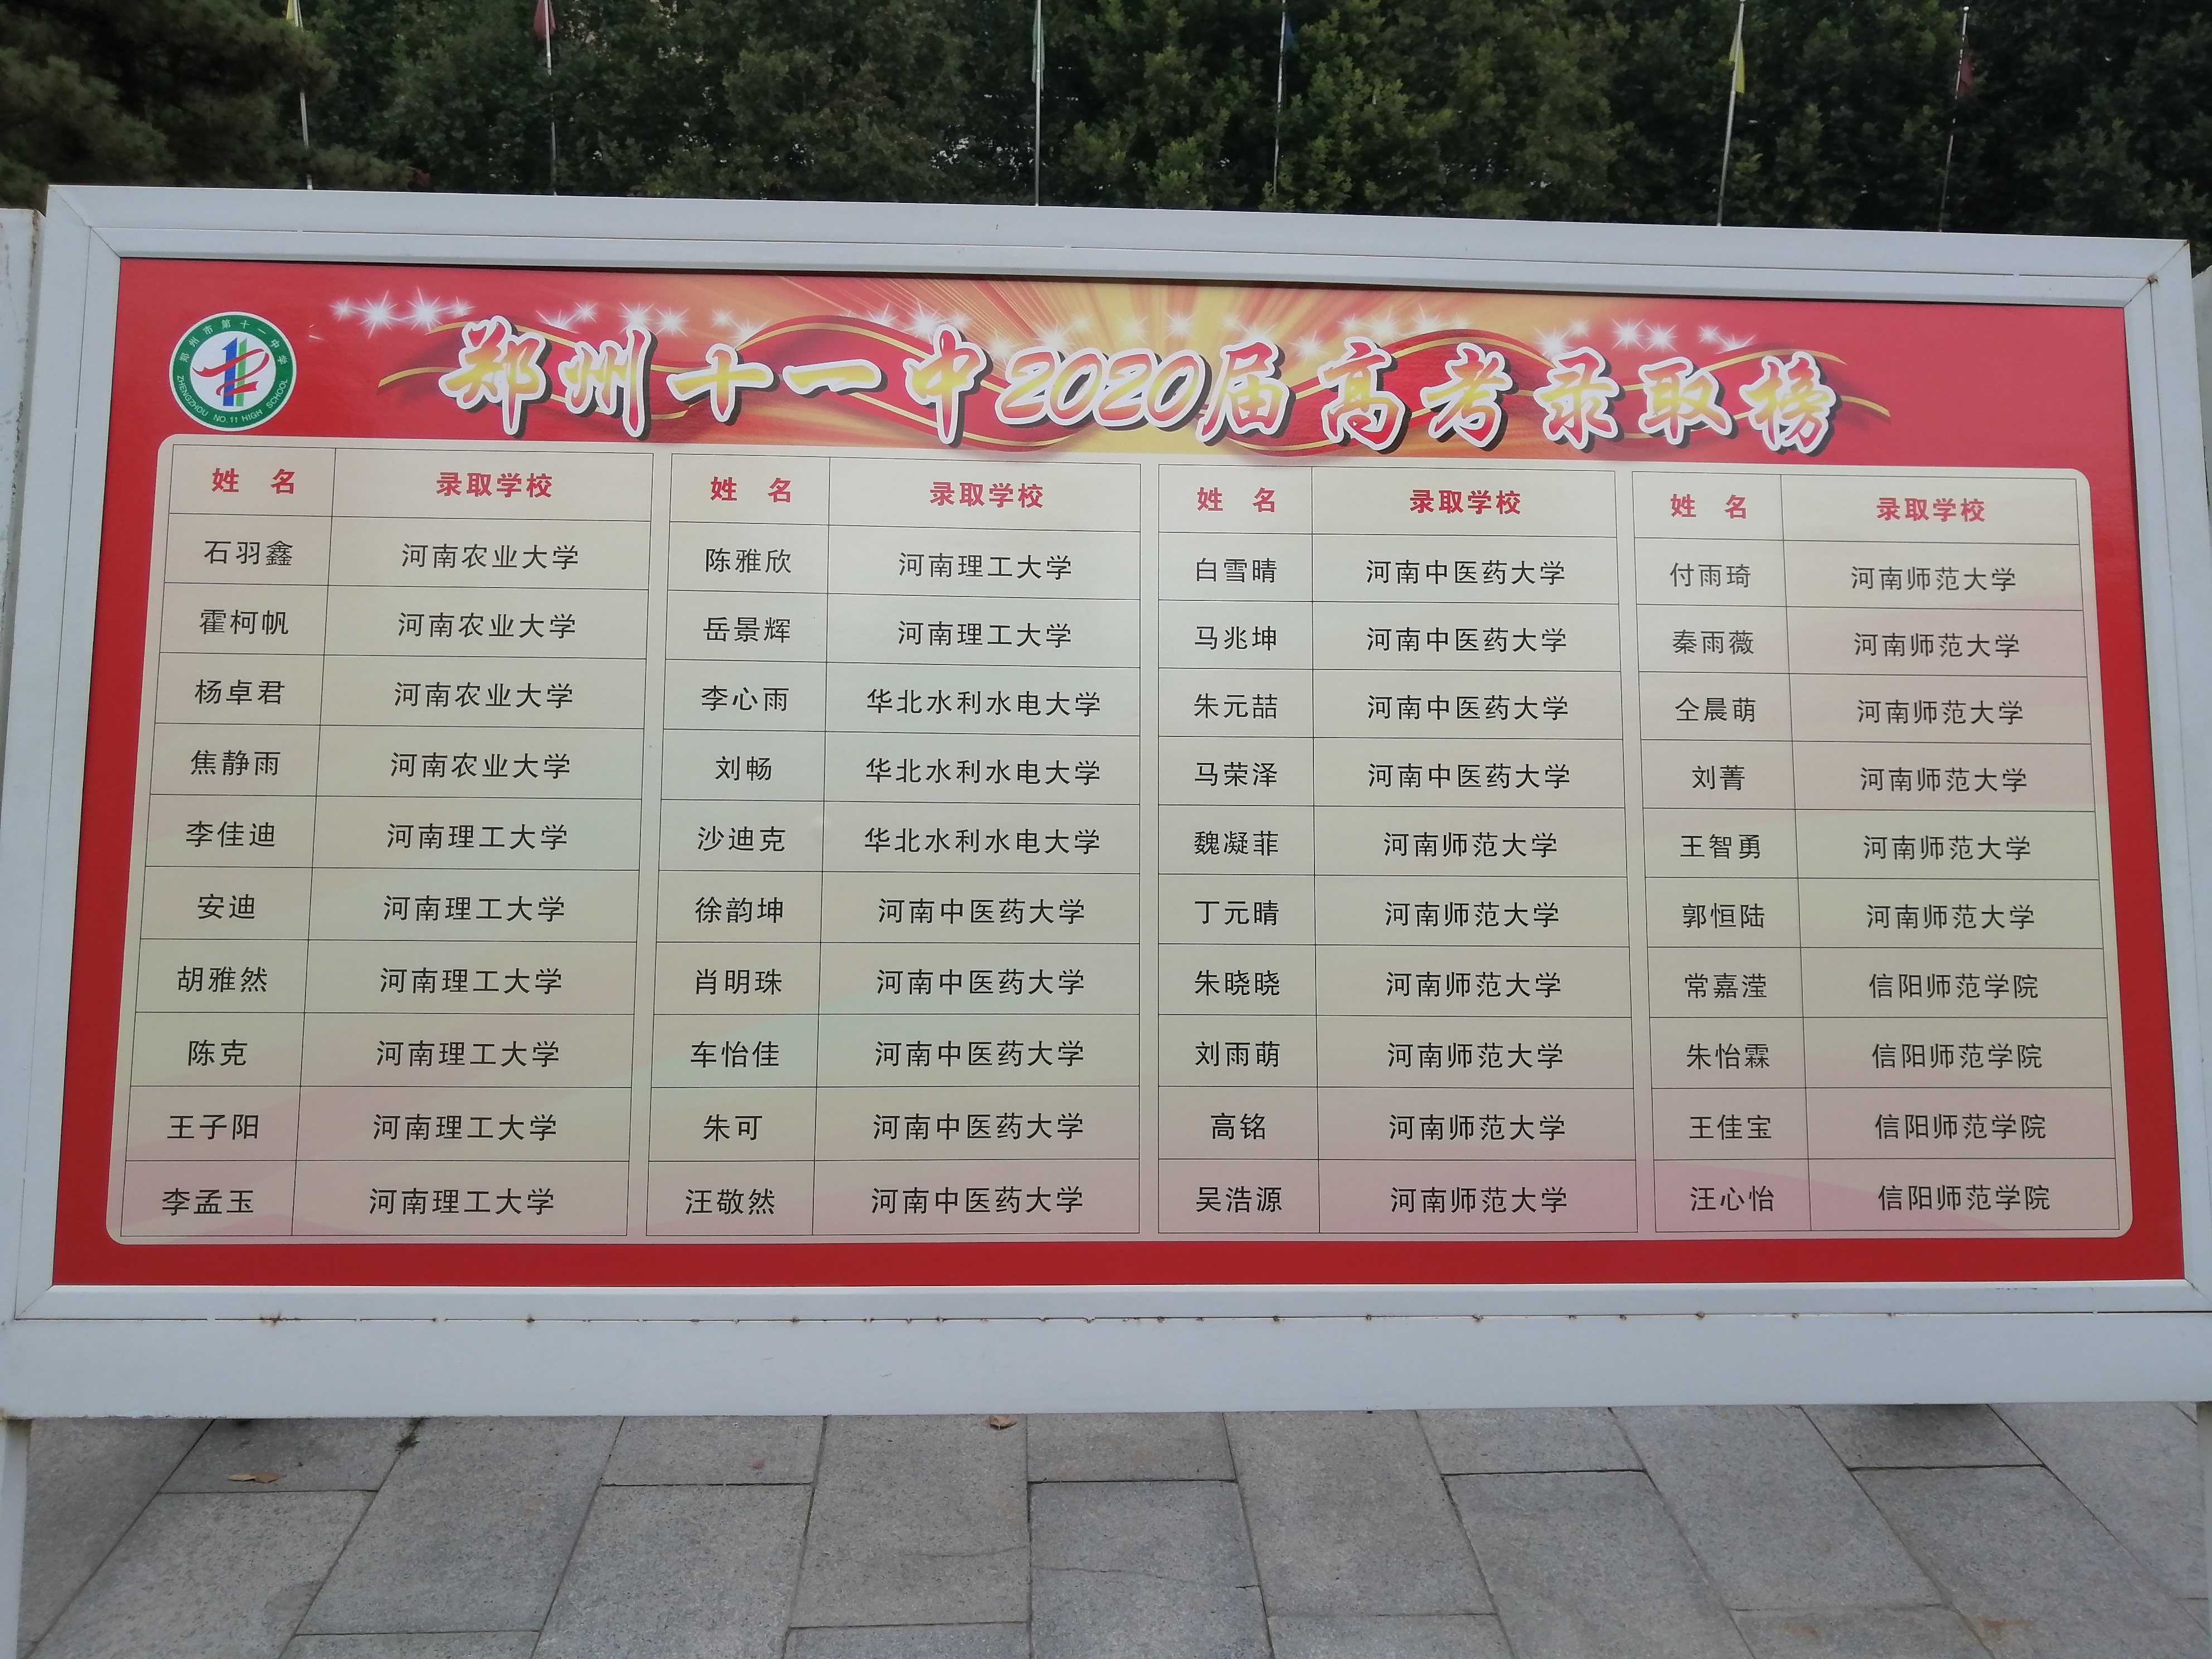 郑州市第十一中学
ZHENGZHOU NO.11 HIGH SCHOOL
郑州十一中2020届高考录取榜
姓 名 录取学校 姓 名 录取学校 姓 名 录取学校 姓 名 录取学校
石羽鑫 河南农业大学 陈雅欣 河南理工大学 白雪晴 河南中医药大学 付雨琦 河南师范大学
霍柯帆 河南农业大学 岳景辉 河南理工大学 马兆坤 河南中医药大学 秦雨薇 河南师范大学
杨卓君 河南农业大学 李心雨 华北水利水电大学 朱元喆 河南中医药大学 仝晨萌 河南师范大学
焦静雨 河南农业大学 刘畅 华北水利水电大学 马荣泽 河南中医药大学 刘菁 河南师范大学
李佳迪 河南理工大学 沙迪克 华北水利水电大学 魏凝菲 河南师范大学 王智勇 河南师范大学
安迪 河南理工大学 徐韵坤 河南中医药大学 丁元晴 河南师范大学 郭恒陆 河南师范大学
胡雅然 河南理工大学 肖明珠 河南中医药大学 朱晓晓 河南师范大学 常嘉滢 信阳师范学院
陈克 河南理工大学 车怡佳 河南中医药大学 刘雨萌 河南师范大学 朱怡霖 信阳师范学院
王子阳 河南理工大学 朱可 河南中医药大学 高铭 河南师范大学 王佳宝 信阳师范学院
李孟玉 河南理工大学 汪敬然 河南中医药大学 吴浩源 河南师范大学 汪心怡 信阳师范学院